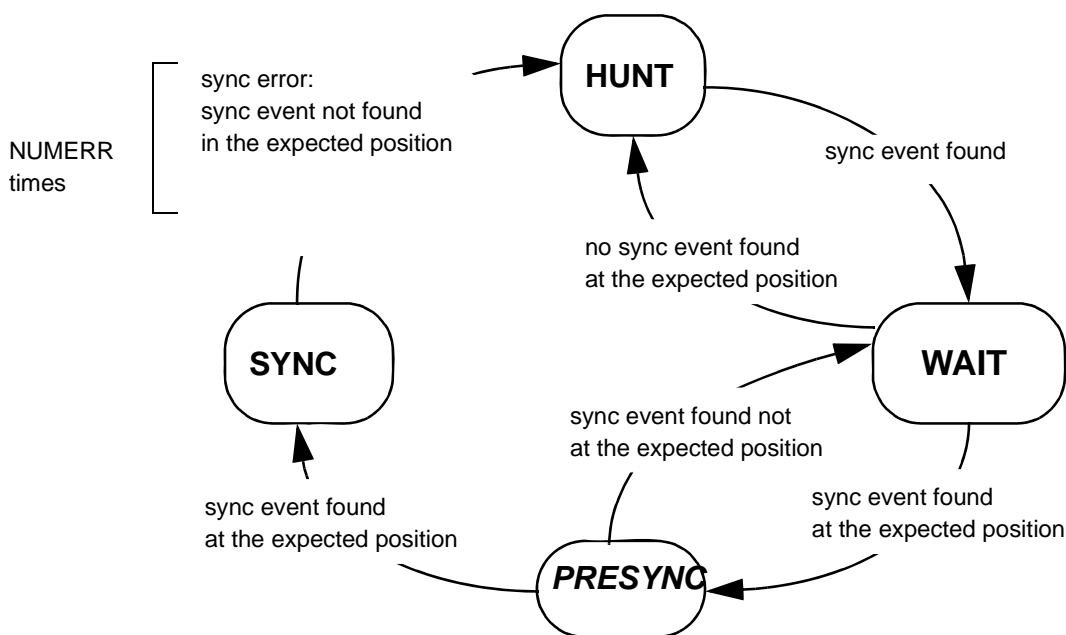 HUNT
sync error:
sync event not found
in the expected position
NUMERR
times
sync event found
no sync event found
at the expected position
SYNC
WAIT
sync event found not
at the expected position
sync event found
at the expected position
sync event found
at the expected position
PRESYNC